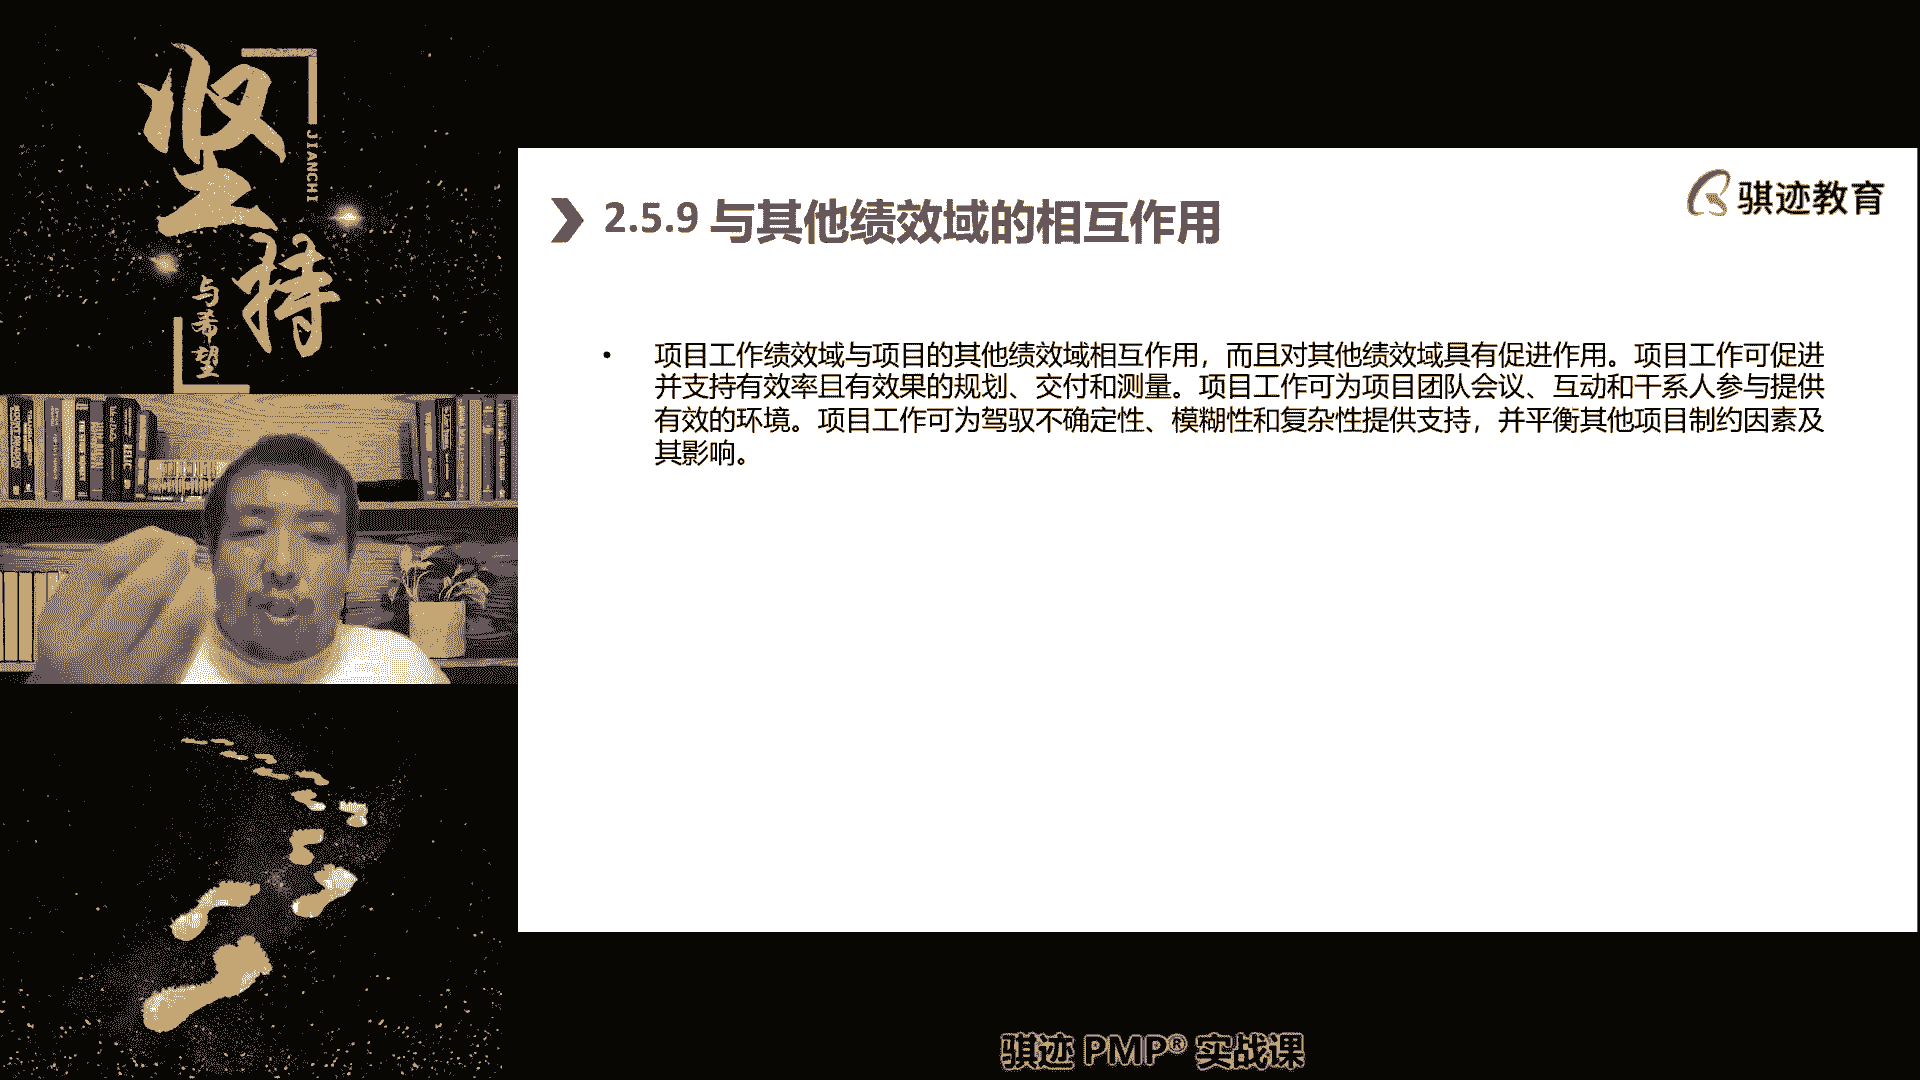 坚持
JIANCHI
与希望
骐迹教育
2.5.9 与其他绩效域的相互作用
• 项目工作绩效域与项目的其他绩效域相互作用，而且对其他绩效域具有促进作用。项目工作可促进
并支持有效率且有效果的规划、交付和测量。项目工作可为项目团队会议、互动和干系人参与提供
有效的环境。项目工作可为驾驭不确定性、模糊性和复杂性提供支持，并平衡其他项目制约因素及
其影响。
骐迹 PMP® 实战课